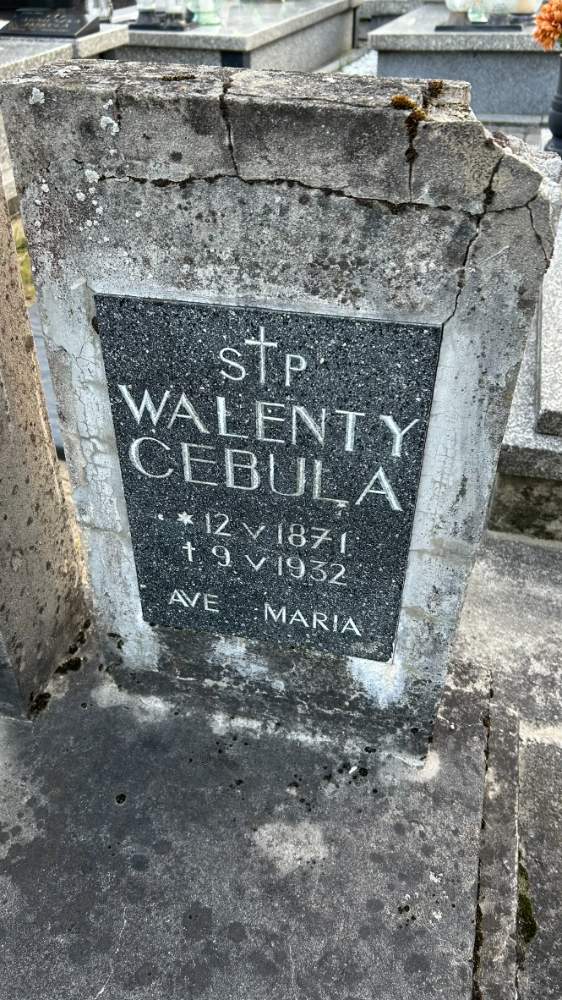 S✝P
WALENTY
CEBULA
* 12 V 1871
✝ 9 V 1932
AVE MARIA